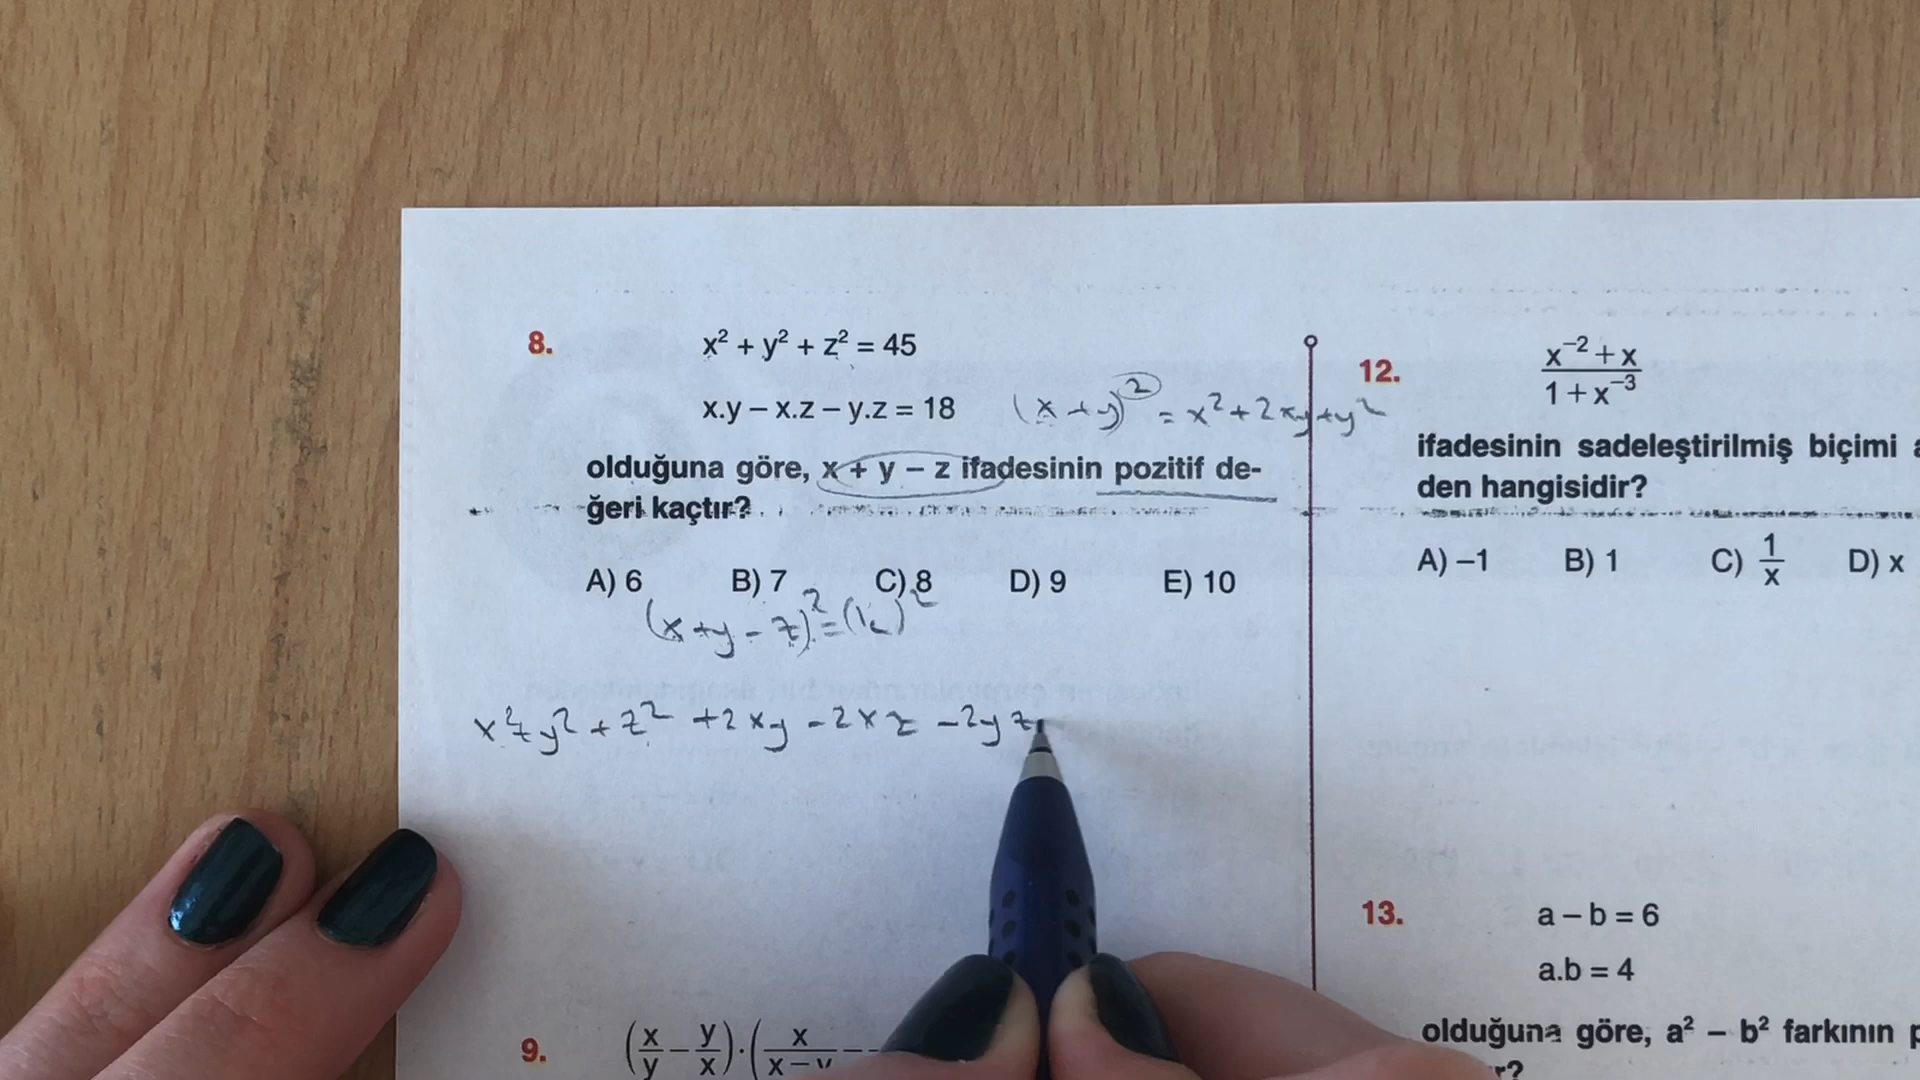 8.
x² + y² + z² = 45
x.y – x.z – y.z = 18
(x+y)² = x²+2xy+y²
olduğuna göre, x + y – z ifadesinin pozitif de-
ğeri kaçtır?
A) 6 B) 7 C) 8 D) 9 E) 10
(x+y-z)²=(k)²
x²+y²+z²+2xy-2xz-2yz
9. (x/y – y/x).(x/x–y –
12. x⁻² + x / 1 + x⁻³
ifadesinin sadeleştirilmiş biçimi
den hangisidir?
A) –1 B) 1 C) 1/x D) x
13. a – b = 6
a.b = 4
olduğuna göre, a² – b² farkının